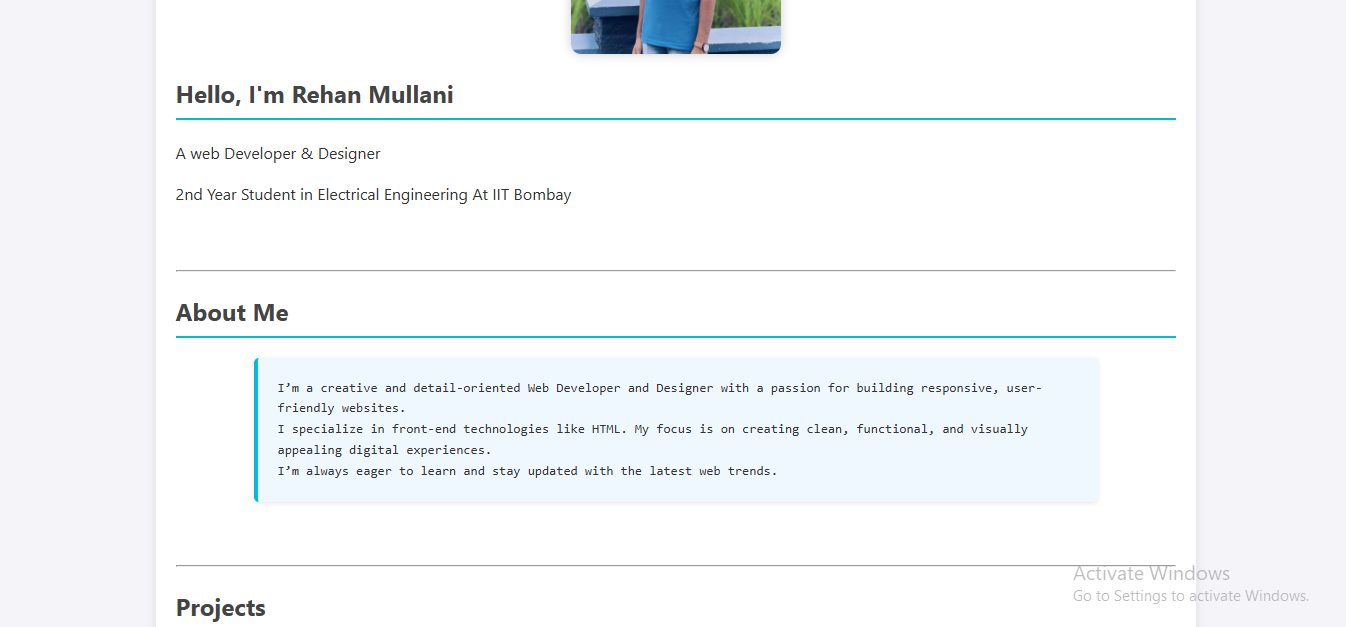 Hello, I'm Rehan Mullani
A web Developer & Designer
2nd Year Student in Electrical Engineering At IIT Bombay
About Me
I’m a creative and detail-oriented Web Developer and Designer with a passion for building responsive, user-
friendly websites.
I specialize in front-end technologies like HTML. My focus is on creating clean, functional, and visually
appealing digital experiences.
I’m always eager to learn and stay updated with the latest web trends.
Activate Windows
Go to Settings to activate Windows.
Projects